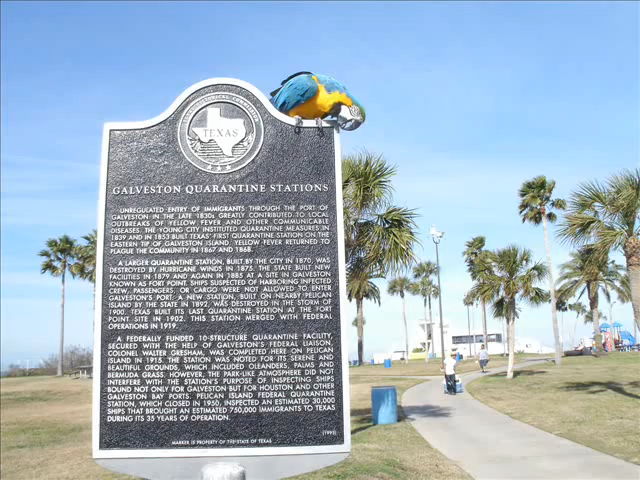 TEXAS
GALVESTON QUARANTINE STATIONS
UNREGULATED ENTRY OF IMMIGRANTS THROUGH THE PORT OF
GALVESTON IN THE LATE 1830s GREATLY CONTRIBUTED TO LOCAL
OUTBREAKS OF YELLOW FEVER AND OTHER COMMUNICABLE
DISEASES. THE YOUNG CITY INSTITUTED QUARANTINE MEASURES IN
1839 AND IN 1853 BUILT TEXAS' FIRST QUARANTINE STATION ON THE
EASTERN TIP OF GALVESTON ISLAND. YELLOW FEVER RETURNED TO
PLAGUE THE COMMUNITY IN 1867 AND 1868.
A LARGER QUARANTINE STATION, BUILT BY THE CITY IN 1870, WAS
DESTROYED BY HURRICANE WINDS IN 1875. THE STATE BUILT NEW
FACILITIES IN 1879 AND AGAIN IN 1885 AT A SITE IN GALVESTON
KNOWN AS FORT POINT. SHIPS SUSPECTED OF HARBORING INFECTED
CREW, PASSENGERS, OR CARGO WERE NOT ALLOWED TO ENTER
GALVESTON'S PORT. A NEW STATION, BUILT ON NEARBY PELICAN
ISLAND BY THE STATE IN 1892, WAS DESTROYED IN THE STORM OF
1900. TEXAS BUILT ITS LAST QUARANTINE STATION AT THE FORT
POINT SITE IN 1902. THIS STATION MERGED WITH FEDERAL
OPERATIONS IN 1919.
A FEDERALLY FUNDED 10-STRUCTURE QUARANTINE FACILITY,
SECURED WITH THE HELP OF GALVESTON'S FEDERAL LIAISON,
COLONEL WALTER GRESHAM, WAS COMPLETED HERE ON PELICAN
ISLAND IN 1915. THE STATION WAS NOTED FOR ITS SERENE AND
BEAUTIFUL GROUNDS, WHICH INCLUDED OLEANDERS, PALMS AND
BERMUDA GRASS. HOWEVER, THE PARK-LIKE ATMOSPHERE DID NOT
INTERFERE WITH THE STATION'S PURPOSE OF INSPECTING SHIPS
BOUND NOT ONLY FOR GALVESTON BUT FOR HOUSTON AND OTHER
GALVESTON BAY PORTS. PELICAN ISLAND FEDERAL QUARANTINE
STATION, WHICH CLOSED IN 1950, INSPECTED AN ESTIMATED 30,000
SHIPS THAT BROUGHT AN ESTIMATED 750,000 IMMIGRANTS TO TEXAS
DURING ITS 35 YEARS OF OPERATION.
(1993)
MARKER IS PROPERTY OF THE STATE OF TEXAS